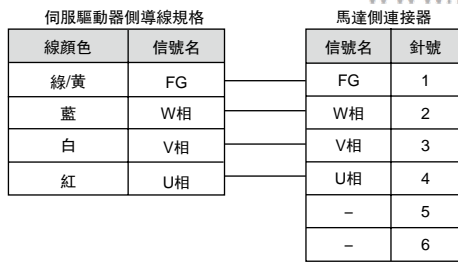 伺服驅動器側導線規格 馬達側連接器
線顏色 信號名 信號名 針號
綠/黃 FG FG 1
藍 W相 W相 2
白 V相 V相 3
紅 U相 U相 4
– 5
– 6